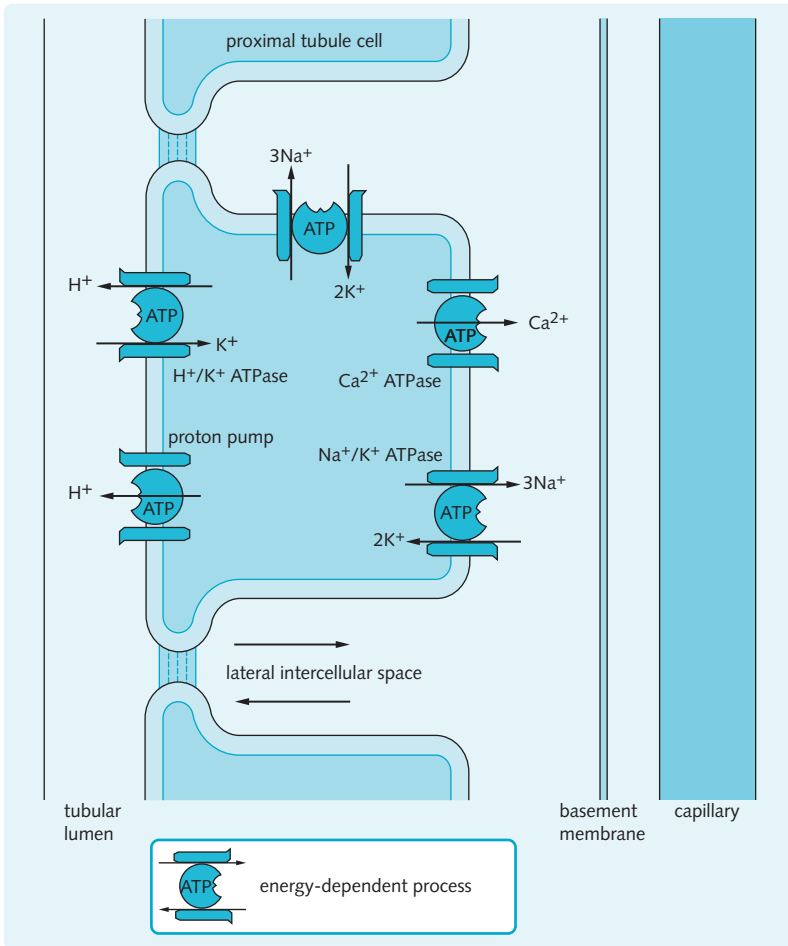 proximal tubule cell
3Na⁺
ATP
2K⁺
H⁺
ATP
K⁺
H⁺/K⁺ ATPase
ATP
Ca²⁺
Ca²⁺ ATPase
proton pump
H⁺
ATP
Na⁺/K⁺ ATPase
3Na⁺
ATP
2K⁺
lateral intercellular space
tubular
lumen
basement
membrane
capillary
ATP
energy-dependent process